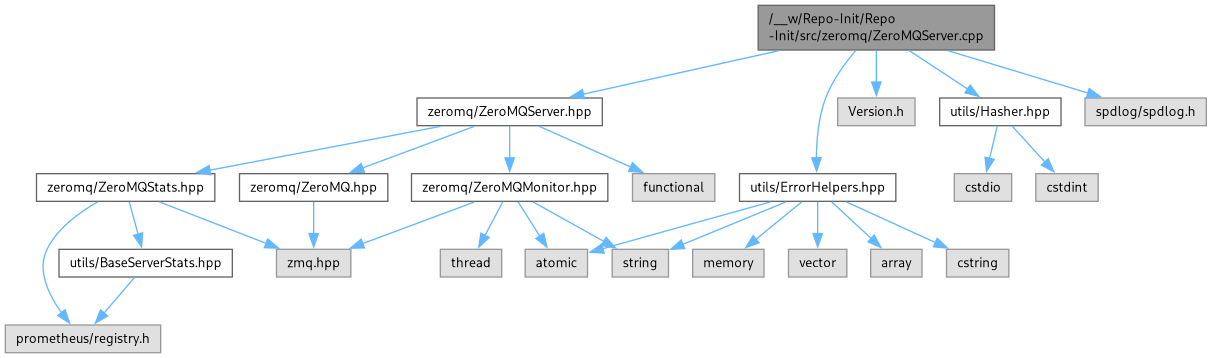 /__w/Repo-Init/Repo
-Init/src/zeromq/ZeroMQServer.cpp
zeromq/ZeroMQServer.hpp
Version.h
utils/Hasher.hpp
spdlog/spdlog.h
zeromq/ZeroMQStats.hpp
zeromq/ZeroMQ.hpp
zeromq/ZeroMQMonitor.hpp
functional
utils/ErrorHelpers.hpp
cstdio
cstdint
utils/BaseServerStats.hpp
zmq.hpp
thread
atomic
string
memory
vector
array
cstring
prometheus/registry.h